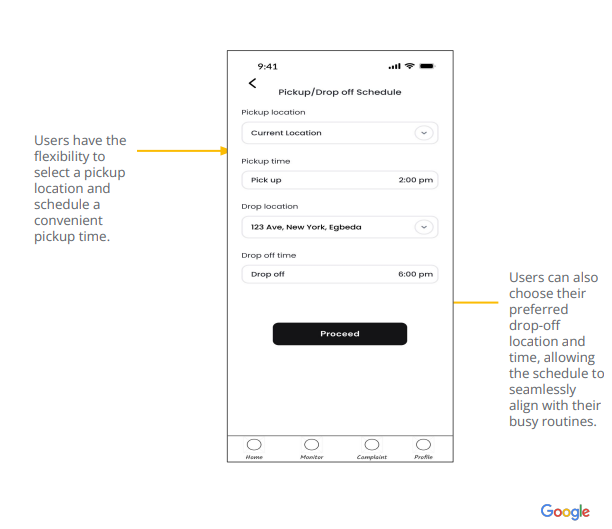 9:41
Pickup/Drop off Schedule
Pickup location
Current Location
Pickup time
Pick up 2:00 pm
Drop location
123 Ave, New York, Egbeda
Drop off time
Drop off 6:00 pm
Proceed
Home Monitor Complaint Profile
Users have the
flexibility to
select a pickup
location and
schedule a
convenient
pickup time.
Users can also
choose their
preferred
drop-off
location and
time, allowing
the schedule to
seamlessly
align with their
busy routines.
Google